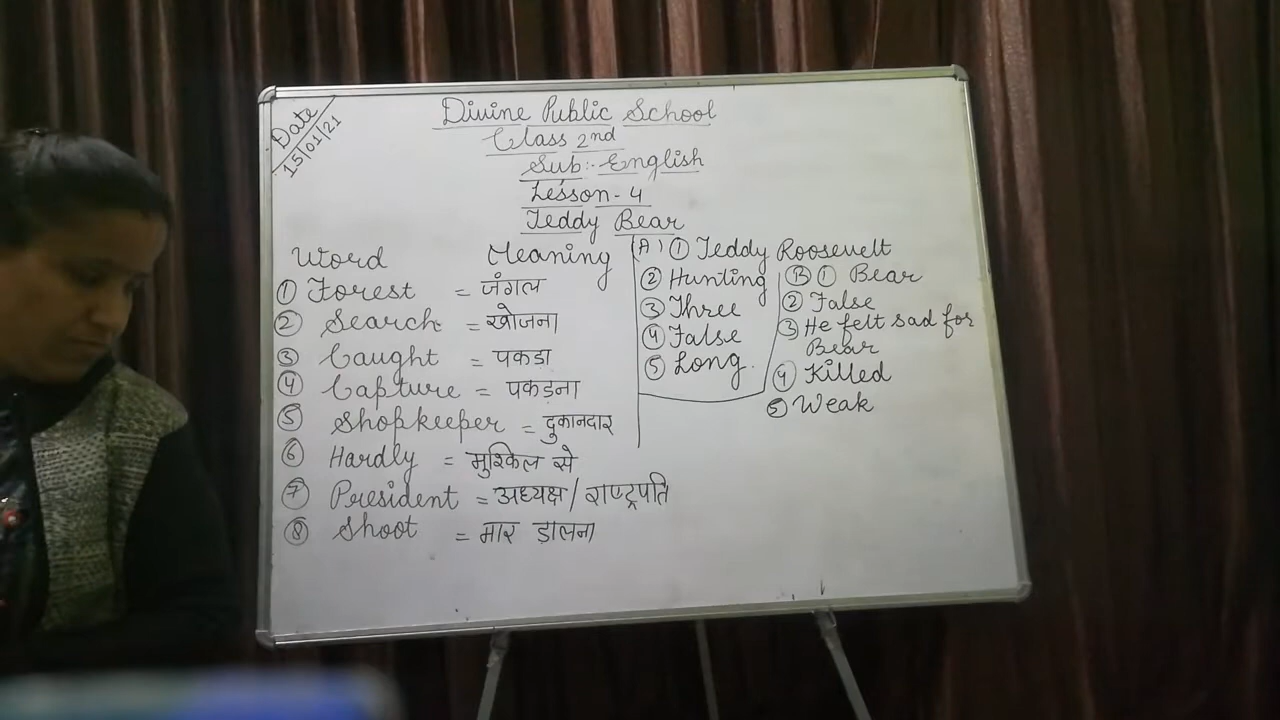 Date
15/01/21
Divine Public School
Class 2nd
Sub:- English
Lesson - 4
Teddy Bear
Word Meaning
① Forest = जंगल
② Search = खोजना
③ Caught = पकडा
④ Capture = पकडना
⑤ Shopkeeper = दुकानदार
⑥ Hardly = मुश्किल से
⑦ President = अध्यक्ष / राष्ट्रपति
⑧ Shoot = मार डालना
(A) ① Teddy Roosevelt
② Hunting
③ Three
④ False
⑤ Long.
Ⓑ ① Bear
② False
③ He felt sad for
Bear
④ Killed
⑤ Weak